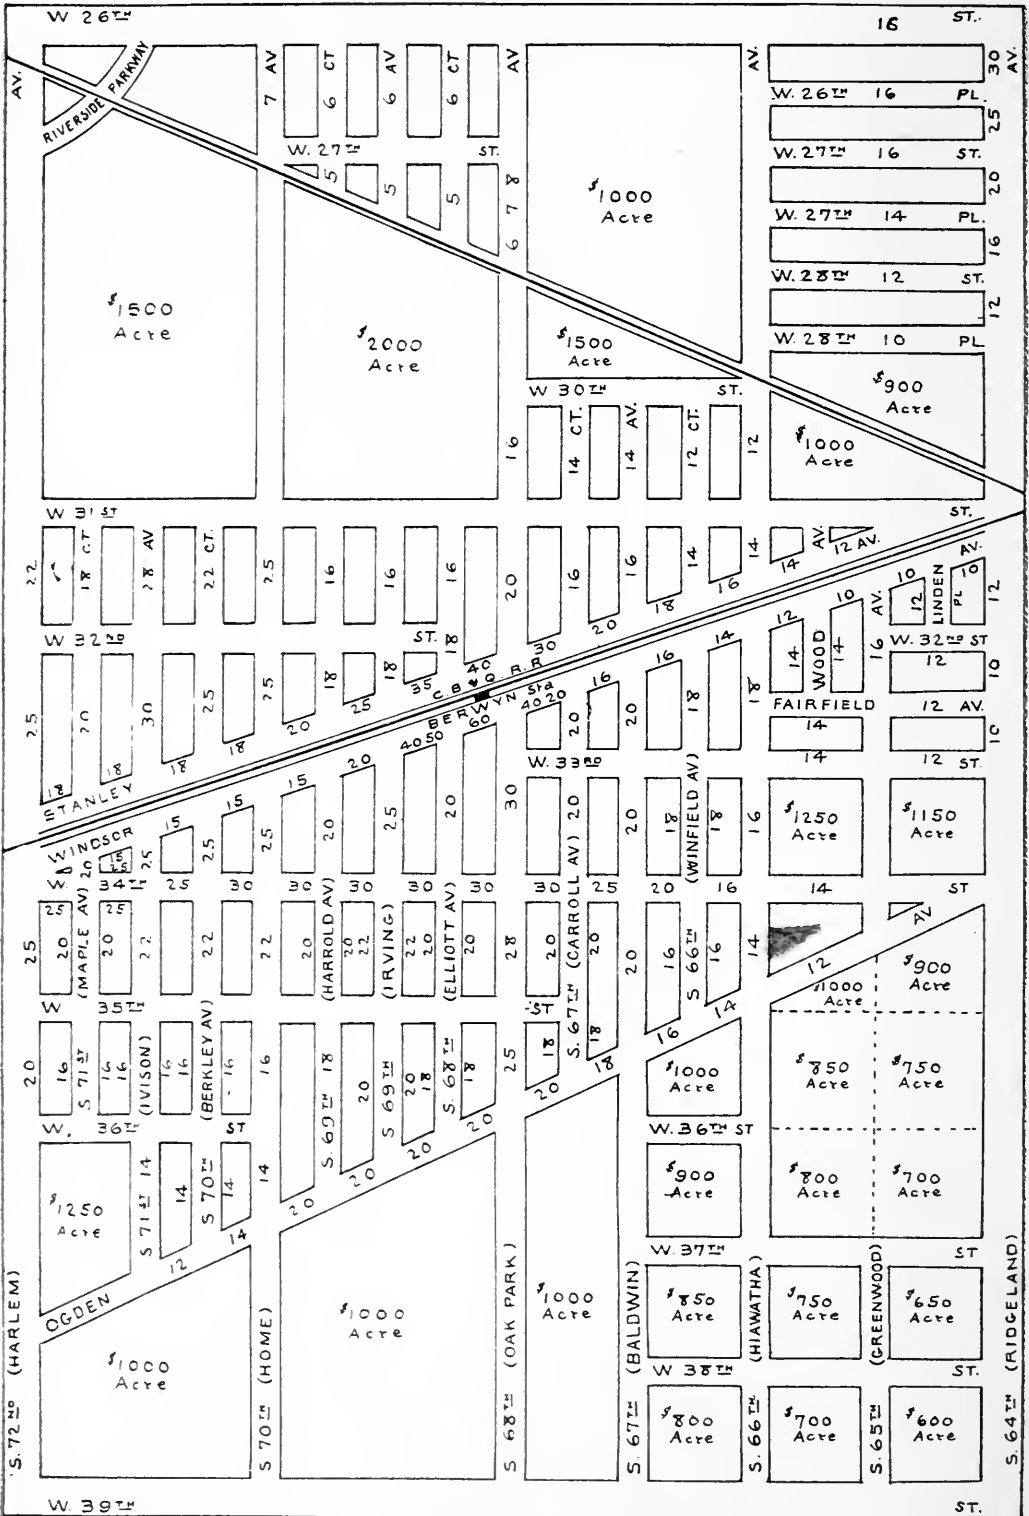 W 26TH 16 ST.
AV.
RIVERSIDE PARKWAY
7 AV
6 CT
6 AV
6 CT
AV
AV.
30 AV.
W. 26TH 16 PL.
25
W. 27TH ST.
W. 27TH 16 ST.
5
5
5
6 7 8
$1000
Acre
20
W. 27TH 14 PL.
16
W. 28TH 12 ST.
12
W. 28TH 10 PL
$1500
Acre
$2000
Acre
$1500
Acre
$900
Acre
W 30TH ST.
16
14 CT.
14 AV.
12 CT.
12
$1000
Acre
W 31ST ST.
22
18 CT
28 AV
22 CT.
25
16
16
16
20
16
16
14
14
AV.
12 AV.
14
16
18
20
30
AV.
10
LINDEN
PL
10
12
12
W 32ND ST.
18
40
35
18
25
18
20
18
25
20
30
25
25
18
18
18
C. B. & Q. R. R.
BERWYN Sta
STANLEY
WINDSOR
10
12
14
WOOD
14
16 AV.
W. 32ND ST
12
10
FAIRFIELD 12 AV.
14
14
10
12 ST.
W. 33RD
40 20
20
16
20
16
18
14
18
60
40 50
20
15
15
15
15
25
20
25
25
25
25
20
25
20
30
20
20
18
(WINFIELD AV)
18
16
$1250
Acre
$1150
Acre
W. 34TH 25 30 30 30 30 30 30 25 20 16 14 ST
25
25
25
20
(MAPLE AV)
20
22
22
22
20
(HARROLD AV)
20
22
(IRVING)
22
20
(ELLIOTT AV)
20
28
20
S. 67TH (CARROLL AV) 20
20
20
16
S 66TH
16
14
12
AV
1000
Acre
$900
Acre
W 35TH ST
20
16
S 71ST
16
16
(IVISON)
16
16
(BERKLEY AV)
16
16
S. 69TH 18
20
S 69TH
20
18
S. 68TH
18
25
18
20
18
18
16
14
$1000
Acre
$850
Acre
$750
Acre
W. 36TH ST
W. 36TH ST
$1250
Acre
S 71ST 14
14
S 70TH
14
14
14
12
20
20
20
20
OGDEN
$900
Acre
$800
Acre
$700
Acre
W. 37TH ST
$1000
Acre
$1000
Acre
$1000
Acre
$850
Acre
$750
Acre
$650
Acre
W 38TH ST.
$800
Acre
$700
Acre
$600
Acre
S. 72ND (HARLEM)
S 70TH (HOME)
S 68TH (OAK PARK)
S. 67TH (BALDWIN)
S. 66TH (HIAWATHA)
S. 65TH (GREENWOOD)
S. 64TH (RIDGELAND)
W. 39TH ST.